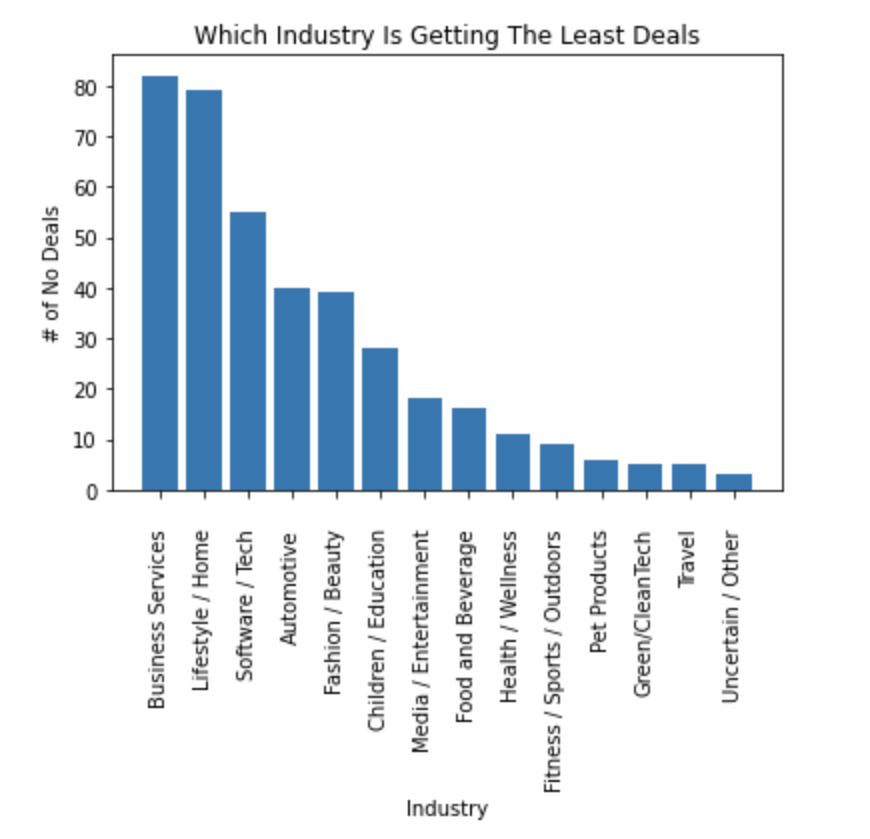 Which Industry Is Getting The Least Deals
# of No Deals
80
70
60
50
40
30
20
10
0
Business Services
Lifestyle / Home
Software / Tech
Automotive
Fashion / Beauty
Children / Education
Media / Entertainment
Food and Beverage
Health / Wellness
Fitness / Sports / Outdoors
Pet Products
Green/CleanTech
Travel
Uncertain / Other
Industry